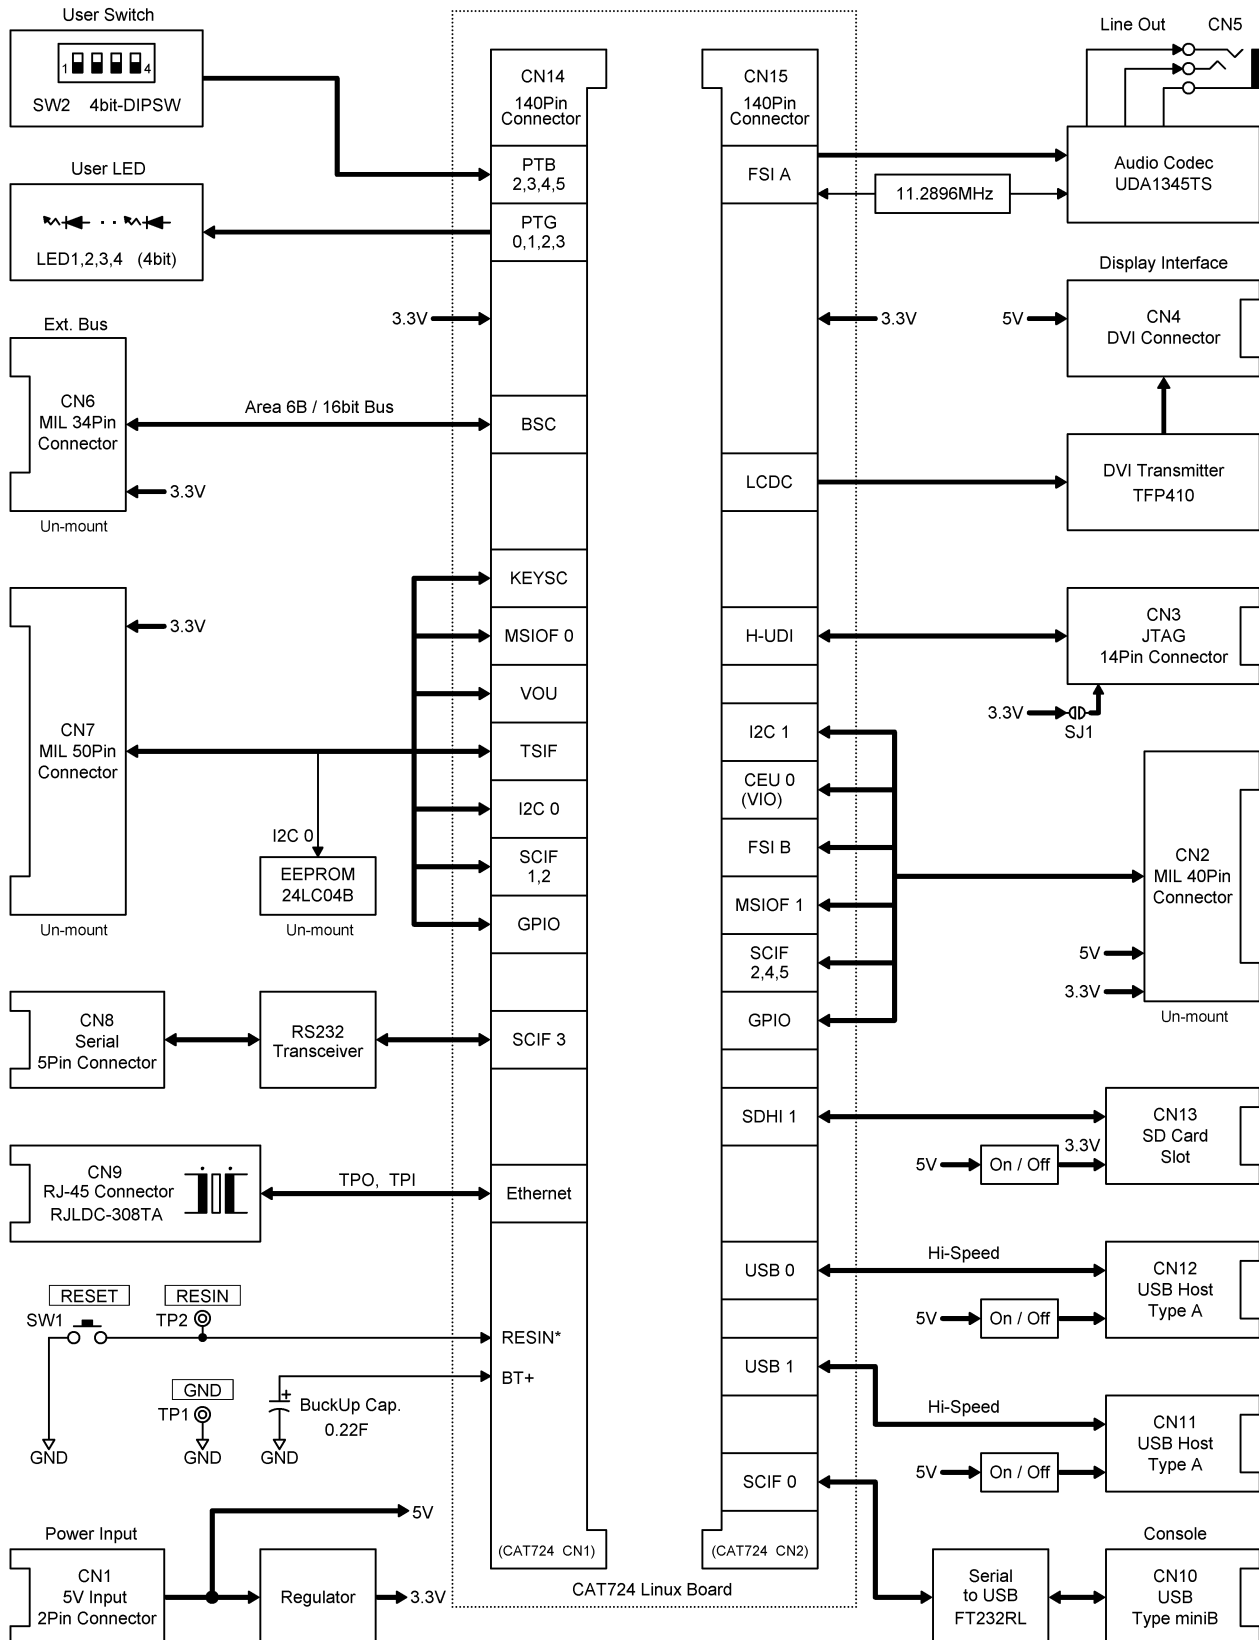 User Switch
1 4
SW2 4bit-DIPSW
User LED
LED1,2,3,4 (4bit)
Ext. Bus
CN6
MIL 34Pin
Connector
3.3V
Un-mount
Area 6B / 16bit Bus
3.3V
CN7
MIL 50Pin
Connector
Un-mount
I2C 0
EEPROM
24LC04B
Un-mount
CN8
Serial
5Pin Connector
RS232
Transceiver
CN9
RJ-45 Connector
RJLDC-308TA
TPO, TPI
RESET
SW1
RESIN
TP2
GND
TP1
GND
GND
BuckUp Cap.
0.22F
GND
+
Power Input
CN1
5V Input
2Pin Connector
5V
Regulator
3.3V
CN14
140Pin
Connector
PTB
2,3,4,5
PTG
0,1,2,3
3.3V
BSC
KEYSC
MSIOF 0
VOU
TSIF
I2C 0
SCIF
1,2
GPIO
SCIF 3
Ethernet
RESIN*
BT+
(CAT724 CN1)
CN15
140Pin
Connector
FSI A
3.3V
LCDC
H-UDI
I2C 1
CEU 0
(VIO)
FSI B
MSIOF 1
SCIF
2,4,5
GPIO
SDHI 1
USB 0
USB 1
SCIF 0
(CAT724 CN2)
CAT724 Linux Board
Line Out CN5
Audio Codec
UDA1345TS
11.2896MHz
Display Interface
5V
CN4
DVI Connector
DVI Transmitter
TFP410
CN3
JTAG
14Pin Connector
3.3V
SJ1
CN2
MIL 40Pin
Connector
5V
3.3V
Un-mount
CN13
SD Card
Slot
5V
On / Off
3.3V
Hi-Speed
CN12
USB Host
Type A
5V
On / Off
Hi-Speed
CN11
USB Host
Type A
5V
On / Off
Console
Serial
to USB
FT232RL
CN10
USB
Type miniB